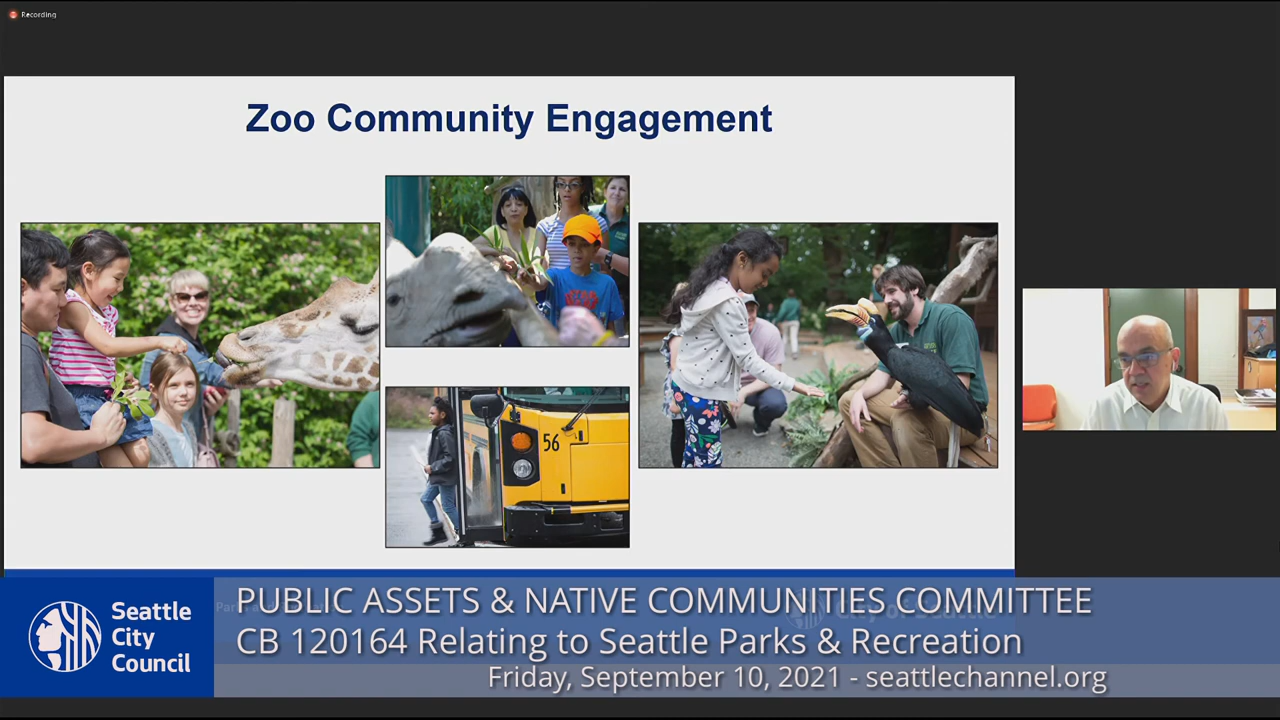 Recording
Zoo Community Engagement
56
Seattle
City
Council
PUBLIC ASSETS & NATIVE COMMUNITIES COMMITTEE
CB 120164 Relating to Seattle Parks & Recreation
Friday, September 10, 2021 - seattlechannel.org